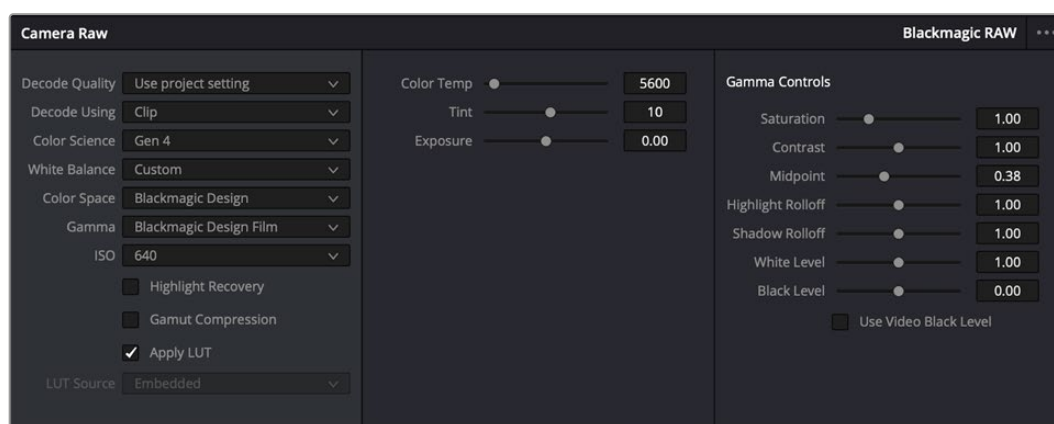 Camera Raw
Blackmagic RAW
Decode Quality Use project setting
Decode Using Clip
Color Science Gen 4
White Balance Custom
Color Space Blackmagic Design
Gamma Blackmagic Design Film
ISO 640
Highlight Recovery
Gamut Compression
Apply LUT
LUT Source Embedded
Color Temp 5600
Tint 10
Exposure 0.00
Gamma Controls
Saturation 1.00
Contrast 1.00
Midpoint 0.38
Highlight Rolloff 1.00
Shadow Rolloff 1.00
White Level 1.00
Black Level 0.00
Use Video Black Level